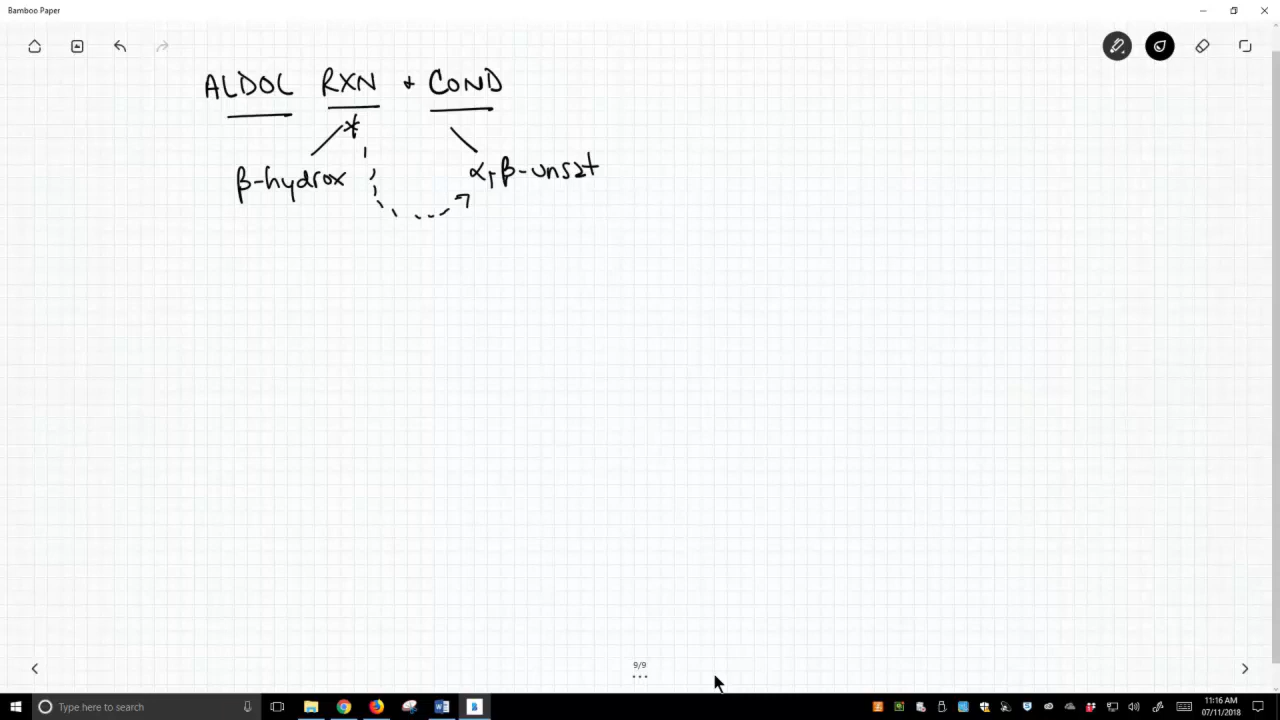 Bamboo Paper
ALDOL RXN + COND
β-hydrox α,β-unsat
9/9
Type here to search
11:16 AM
07/11/2018